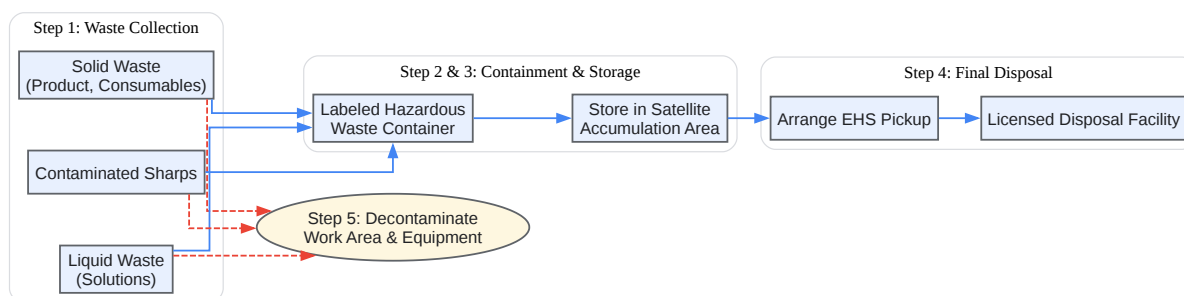 Step 1: Waste Collection
Solid Waste
(Product, Consumables)
Contaminated Sharps
Liquid Waste
(Solutions)
Step 2 & 3: Containment & Storage
Labeled Hazardous
Waste Container
Store in Satellite
Accumulation Area
Step 4: Final Disposal
Arrange EHS Pickup
Licensed Disposal Facility
Step 5: Decontaminate
Work Area & Equipment